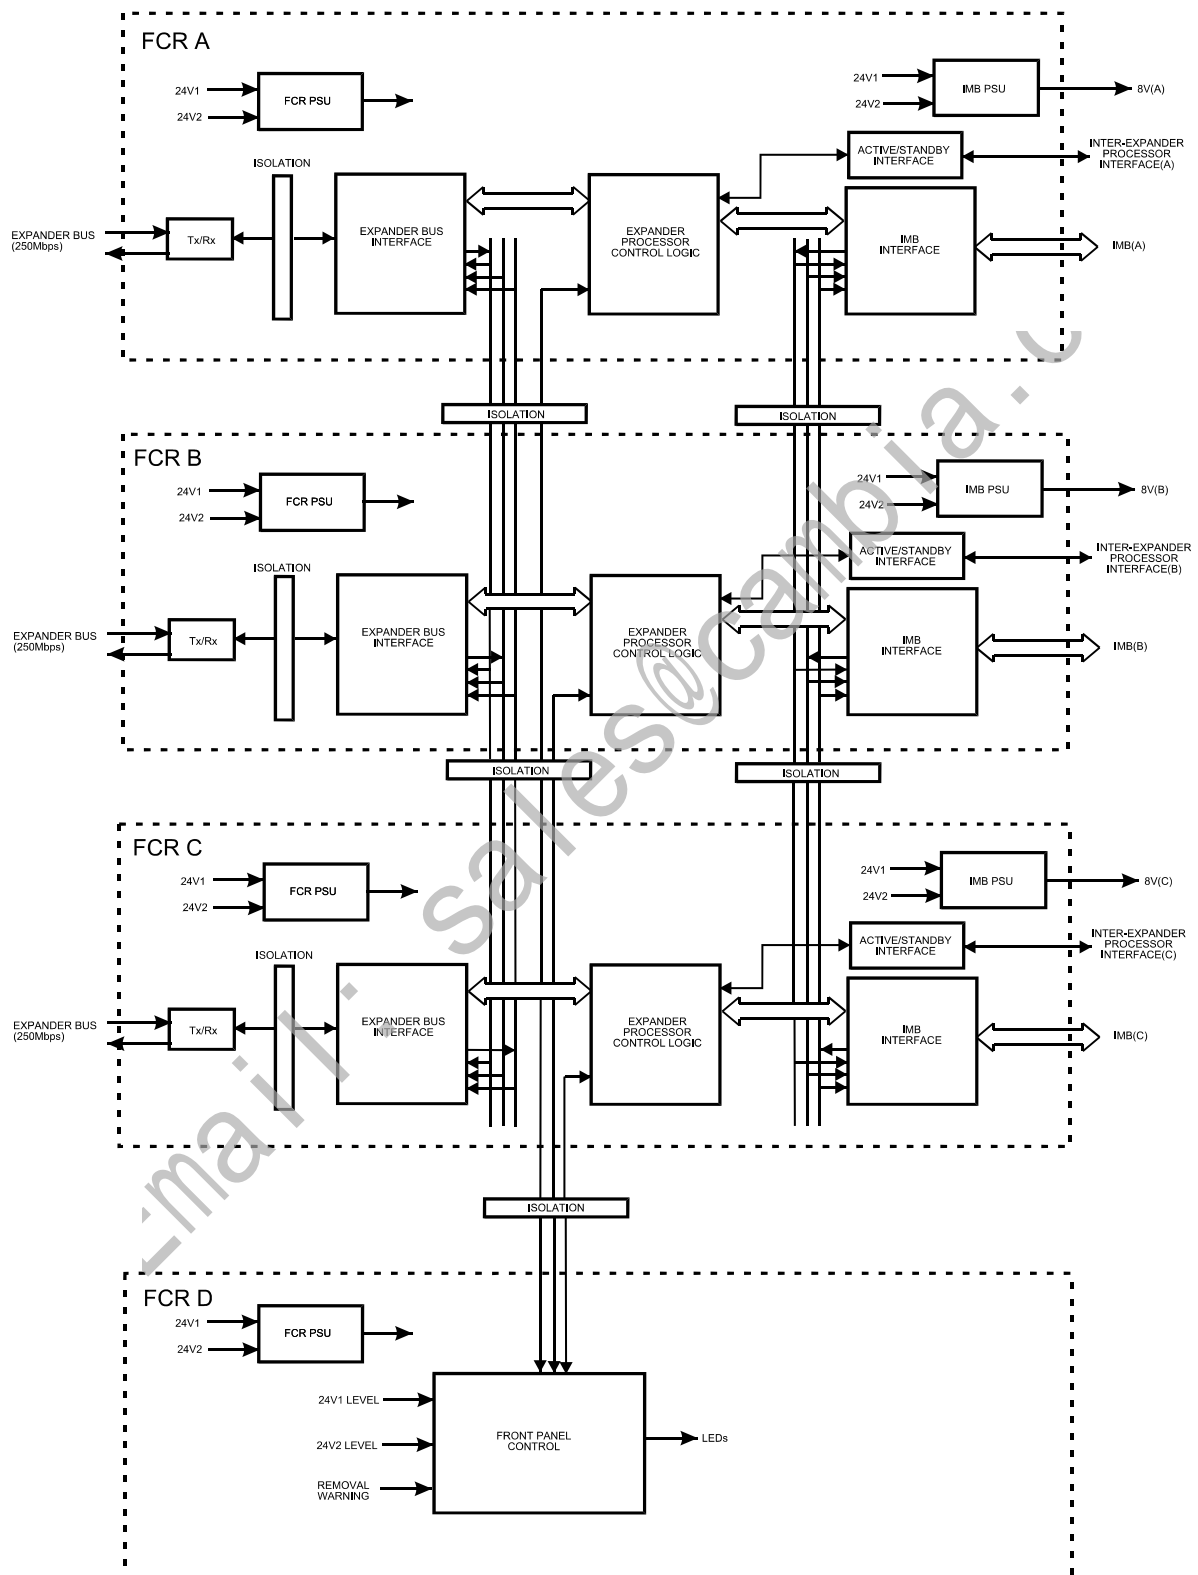 FCR A
24V1
24V2
FCR PSU
24V1
24V2
IMB PSU
8V(A)
ISOLATION
ACTIVE/STANDBY
INTERFACE
INTER-EXPANDER
PROCESSOR
INTERFACE(A)
EXPANDER BUS
(250Mbps)
Tx/Rx
EXPANDER BUS
INTERFACE
EXPANDER
PROCESSOR
CONTROL LOGIC
IMB
INTERFACE
IMB(A)
ISOLATION
ISOLATION
FCR B
24V1
24V2
FCR PSU
24V1
24V2
IMB PSU
8V(B)
ISOLATION
ACTIVE/STANDBY
INTERFACE
INTER-EXPANDER
PROCESSOR
INTERFACE(B)
EXPANDER BUS
(250Mbps)
Tx/Rx
EXPANDER BUS
INTERFACE
EXPANDER
PROCESSOR
CONTROL LOGIC
IMB
INTERFACE
IMB(B)
ISOLATION
ISOLATION
FCR C
24V1
24V2
FCR PSU
24V1
24V2
IMB PSU
8V(C)
ISOLATION
ACTIVE/STANDBY
INTERFACE
INTER-EXPANDER
PROCESSOR
INTERFACE(C)
EXPANDER BUS
(250Mbps)
Tx/Rx
EXPANDER BUS
INTERFACE
EXPANDER
PROCESSOR
CONTROL LOGIC
IMB
INTERFACE
IMB(C)
ISOLATION
FCR D
24V1
24V2
FCR PSU
24V1 LEVEL
24V2 LEVEL
REMOVAL
WARNING
FRONT PANEL
CONTROL
LEDs
Email: sales@cambia.c